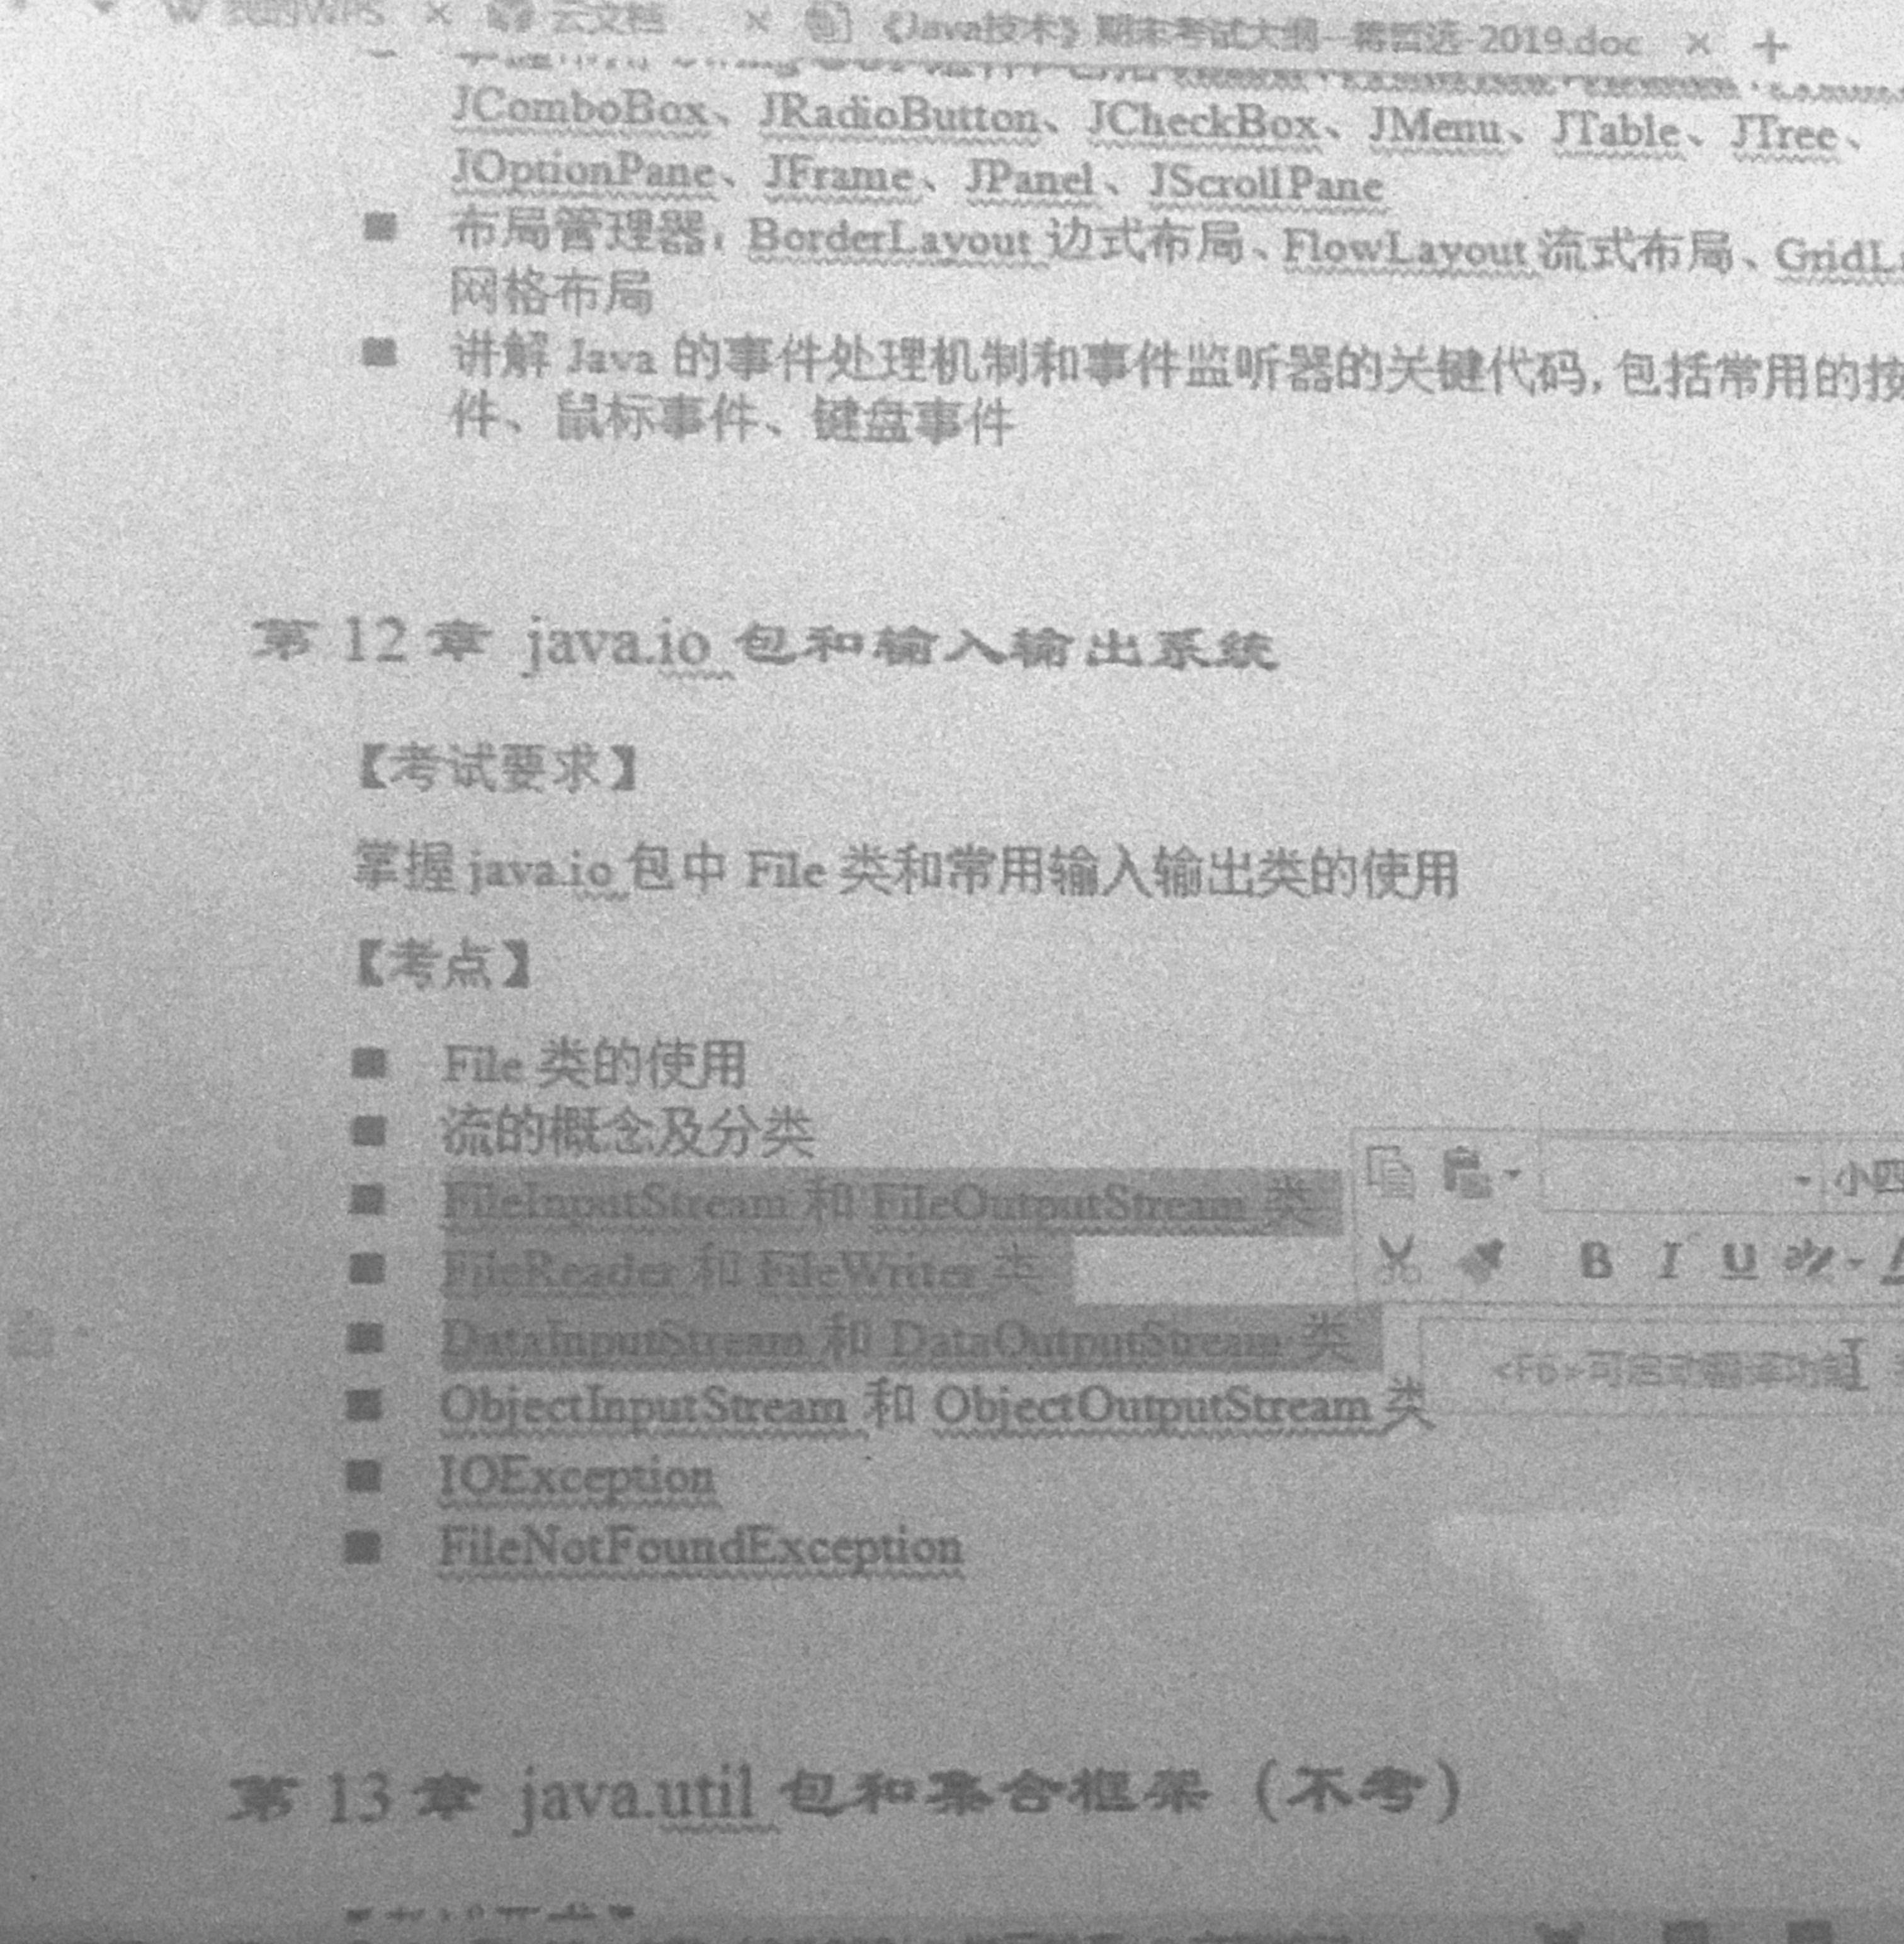 我的WPS × 云文档 × 《Java技术》期末考试大纲 -2019.doc × +
JComboBox、JRadioButton、JCheckBox、JMenu、JTable、JTree、
JOptionPane、JFrame、JPanel、JScrollPane
■ 布局管理器，BorderLayout 边式布局、FlowLayout 流式布局、GridLa
网格布局
■ 讲解 Java 的事件处理机制和事件监听器的关键代码，包括常用的按
件、鼠标事件、键盘事件
第 12 章 java.io 包和输入输出系统
【考试要求】
掌握 java.io 包中 File 类和常用输入输出类的使用
【考点】
■ File 类的使用
■ 流的概念及分类
■ FileInputStream 和 FileOutputStream 类
小四
■ FileReader 和 FileWriter 类
B I U
■ DataInputStream 和 DataOutputStream 类
<F6>可启动翻译功能
■ ObjectInputStream 和 ObjectOutputStream 类
■ IOException
■ FileNotFoundException
第 13 章 java.util 包和集合框架（不考）